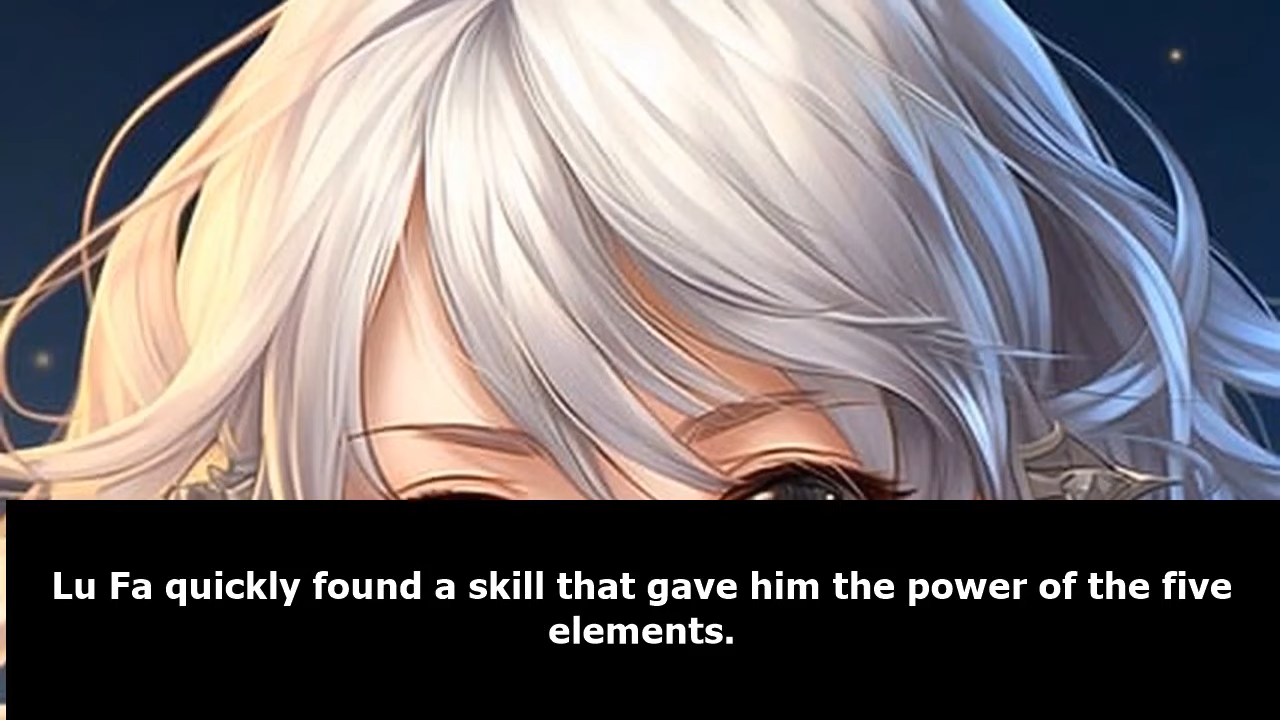 Lu Fa quickly found a skill that gave him the power of the five
elements.